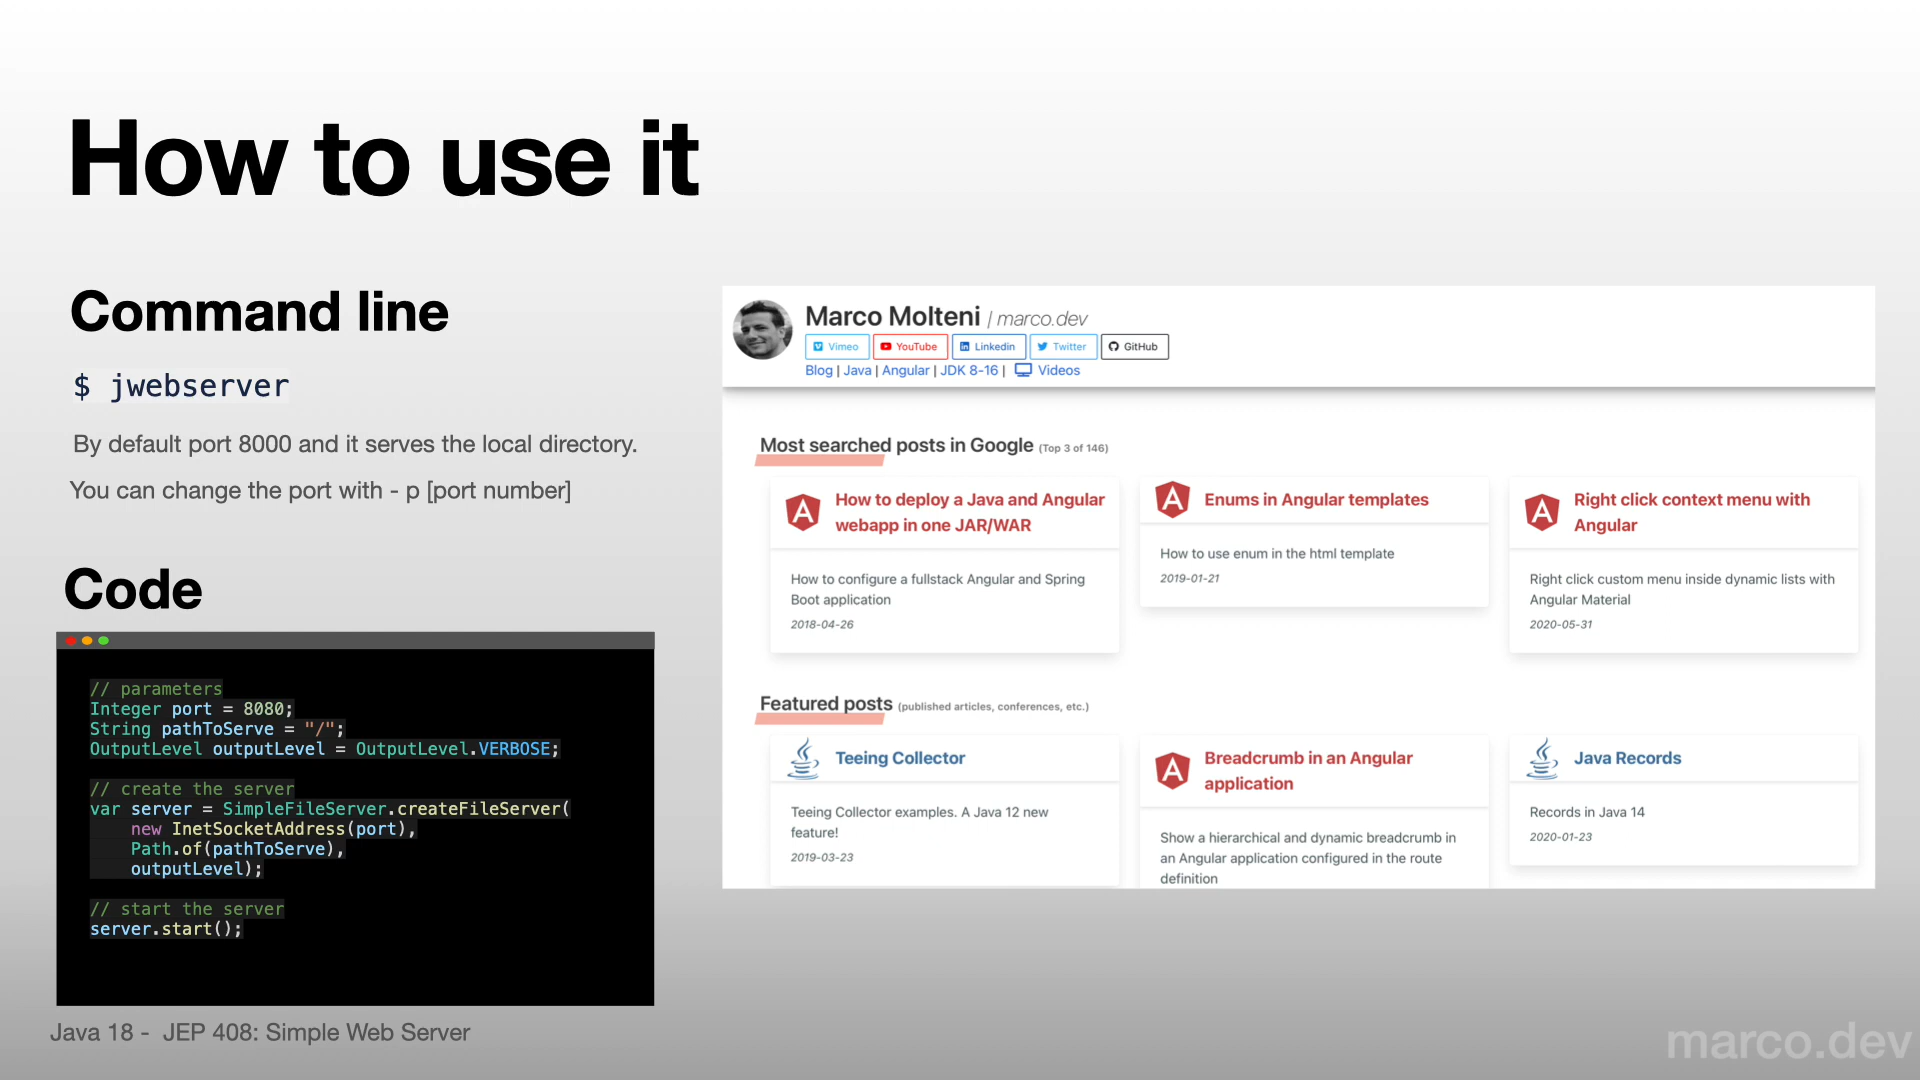 How to use it
Command line
$ jwebserver
By default port 8000 and it serves the local directory.
You can change the port with - p [port number]
Code
// parameters
Integer port = 8080;
String pathToServe = "/";
OutputLevel outputLevel = OutputLevel.VERBOSE;
// create the server
var server = SimpleFileServer.createFileServer(
new InetSocketAddress(port),
Path.of(pathToServe),
outputLevel);
// start the server
server.start();
Java 18 - JEP 408: Simple Web Server
Marco Molteni | marco.dev
Vimeo YouTube Linkedin Twitter GitHub
Blog | Java | Angular | JDK 8-16 | Videos
Most searched posts in Google (Top 3 of 146)
How to deploy a Java and Angular
webapp in one JAR/WAR
How to configure a fullstack Angular and Spring
Boot application
2018-04-26
Enums in Angular templates
How to use enum in the html template
2019-01-21
Right click context menu with
Angular
Right click custom menu inside dynamic lists with
Angular Material
2020-05-31
Featured posts (published articles, conferences, etc.)
Teeing Collector
Teeing Collector examples. A Java 12 new
feature!
2019-03-23
Breadcrumb in an Angular
application
Show a hierarchical and dynamic breadcrumb in
an Angular application configured in the route
definition
Java Records
Records in Java 14
2020-01-23
marco.dev